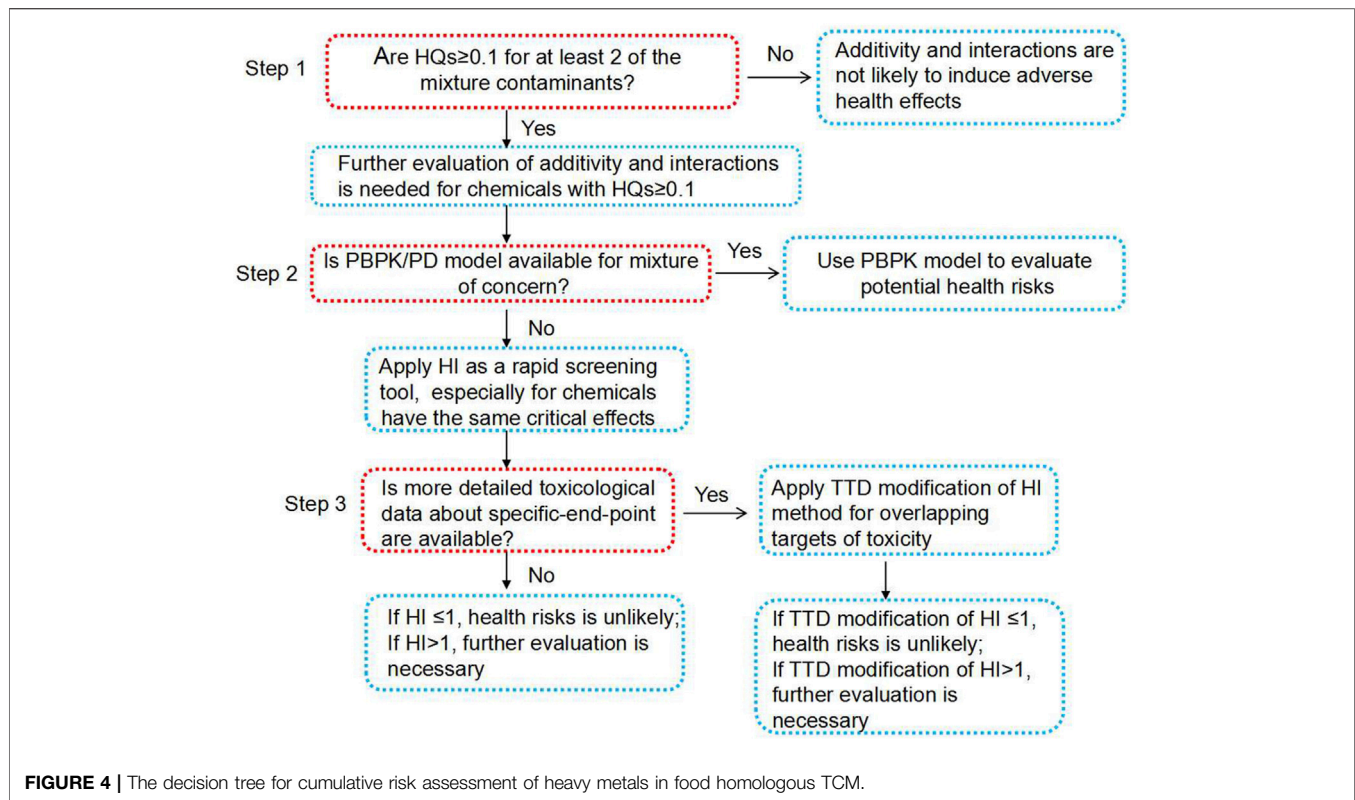 Step 1
Are HQs≥0.1 for at least 2 of the
mixture contaminants?
No
Additivity and interactions are
not likely to induce adverse
health effects
Yes
Further evaluation of additivity and interactions
is needed for chemicals with HQs≥0.1
Step 2
Is PBPK/PD model available for mixture
of concern?
Yes
Use PBPK model to evaluate
potential health risks
No
Apply HI as a rapid screening
tool, especially for chemicals
have the same critical effects
Step 3
Is more detailed toxicological
data about specific-end-point
are available?
Yes
Apply TTD modification of HI
method for overlapping
targets of toxicity
No
If HI ≤1, health risks is unlikely;
If HI>1, further evaluation is
necessary
If TTD modification of HI ≤1,
health risks is unlikely;
If TTD modification of HI>1,
further evaluation is
necessary
FIGURE 4 | The decision tree for cumulative risk assessment of heavy metals in food homologous TCM.